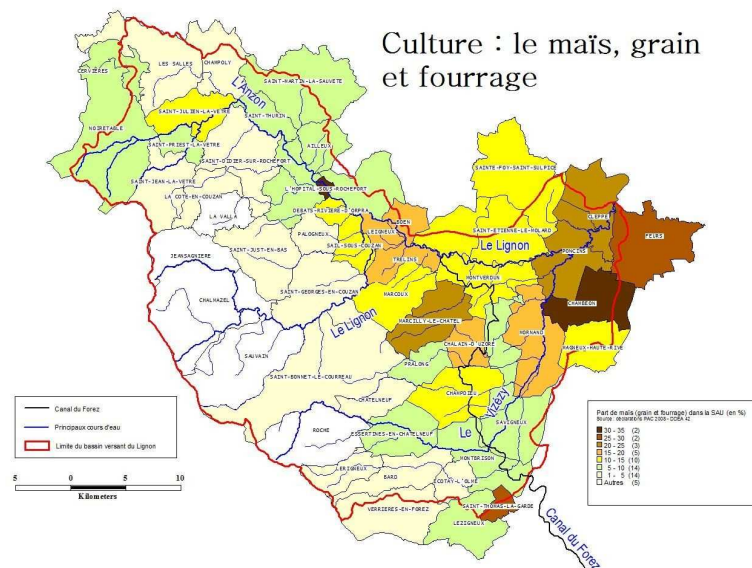 Culture : le maïs, grain
et fourrage
CERVIÈRES
LES SALLES
CHAMPOLY
L'Anzon
SAINT-MARTIN-LA-SAUVETE
NOIRETABLE
SAINT-JULIEN-LA-VETRE
SAINT-THURIN
SAINT-PRIEST-LA-VETRE
AILLEUX
SAINT-DIDIER-SUR-ROCHEFORT
SAINTE-FOY-SAINT-SULPICE
SAINT-JEAN-LA-VETRE
L'HOPITAL-SOUS-ROCHEFORT
LA COTE-EN-COUZAN
DEBATS-RIVIERE-D'ORPRA
LA VALLA
BOEN
CLEPPE
LEIGNEUX
SAINT-ETIENNE-LE-MOLARD
PALOGNEUX
FEURS
SAIL-SOUS-COUZAN
Le Lignon
PONCINS
SAINT-JUST-EN-BAS
JEANSAGNIERE
TRELINS
MONTVERDUN
SAINT-GEORGES-EN-COUZAN
MARCOUX
CHALMAZEL
CHAMBEON
MARCILLY-LE-CHATEL
Le Lignon
MORNAND
CHALAIN-D'UZORE
MAGNEUX-HAUTE-RIVE
SAUVAIN
PRALONG
SAINT-BONNET-LE-COURREAU
CHAMPDIEU
CHATELNEUF
Le Vizézy
SAVIGNEUX
ROCHE
ESSERTINES-EN-CHATELNEUF
MONTBRISON
LERIGNEUX
BARD
ECOTAY-L'OLME
SAINT-THOMAS-LA-GARDE
VERRIERES-EN-FOREZ
LEZIGNEUX
Canal du Forez
Canal du Forez
Principaux cours d'eau
Limite du bassin versant du Lignon
5 0 5 10
Kilometers
Part de maïs (grain et fourrage) dans la SAU (en %)
Source : déclarations PAC 2008 - DDEA 42
30 - 35 (2)
25 - 30 (2)
20 - 25 (3)
15 - 20 (5)
10 - 15 (10)
5 - 10 (14)
1 - 5 (14)
Autres (5)